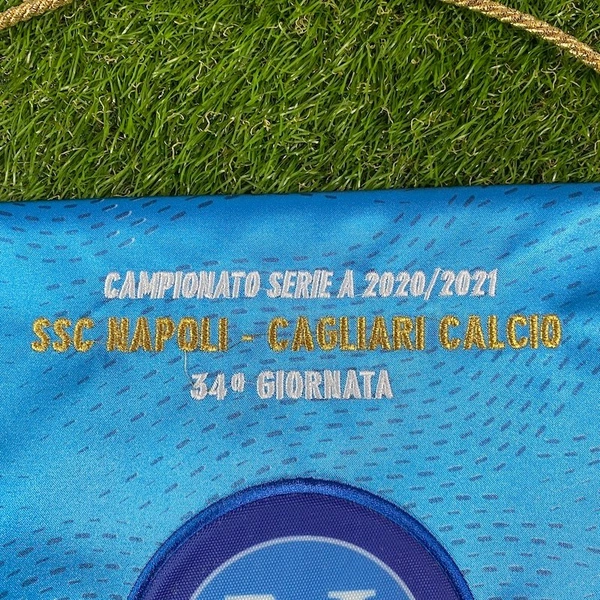 CAMPIONATO SERIE A 2020/2021
SSC NAPOLI - CAGLIARI CALCIO
34ª GIORNATA
N